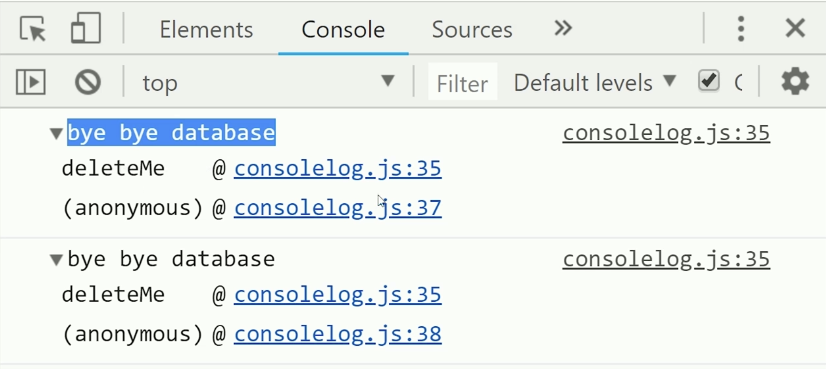 Elements Console Sources »
top ▼ Filter Default levels ▼
▼bye bye database consolelog.js:35
deleteMe @ consolelog.js:35
(anonymous) @ consolelog.js:37
▼bye bye database consolelog.js:35
deleteMe @ consolelog.js:35
(anonymous) @ consolelog.js:38